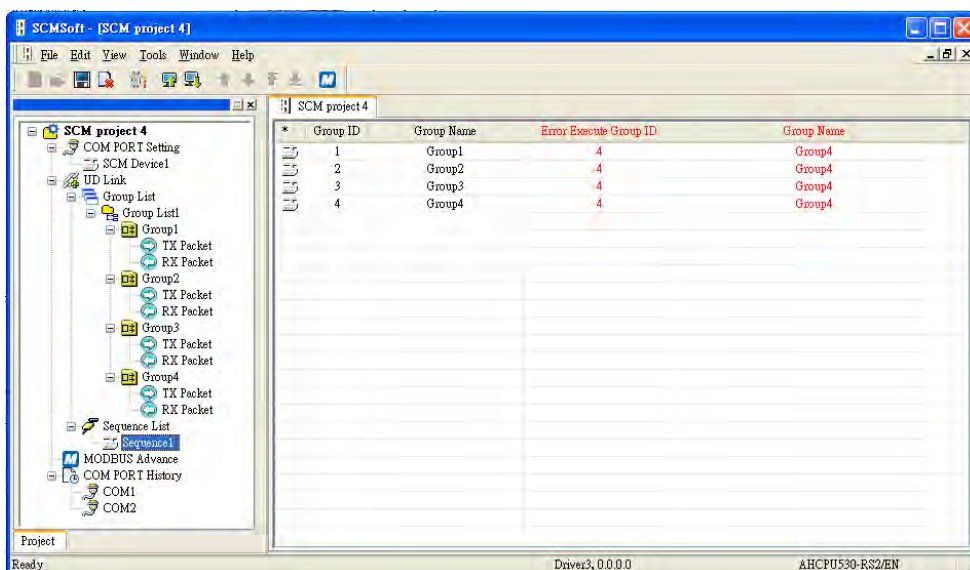 SCMSoft - [SCM project 4]
File Edit View Tools Window Help
SCM project 4
COM PORT Setting
SCM Device1
UD Link
Group List
Group List1
Group1
TX Packet
RX Packet
Group2
TX Packet
RX Packet
Group3
TX Packet
RX Packet
Group4
TX Packet
RX Packet
Sequence List
Sequence1
MODBUS Advance
COM PORT History
COM1
COM2
Project
SCM project 4
* Group ID Group Name Error Execute Group ID Group Name
1 Group1 4 Group4
2 Group2 4 Group4
3 Group3 4 Group4
4 Group4 4 Group4
Ready Driver3, 0.0.0.0 AHCPU530-RS2/EN